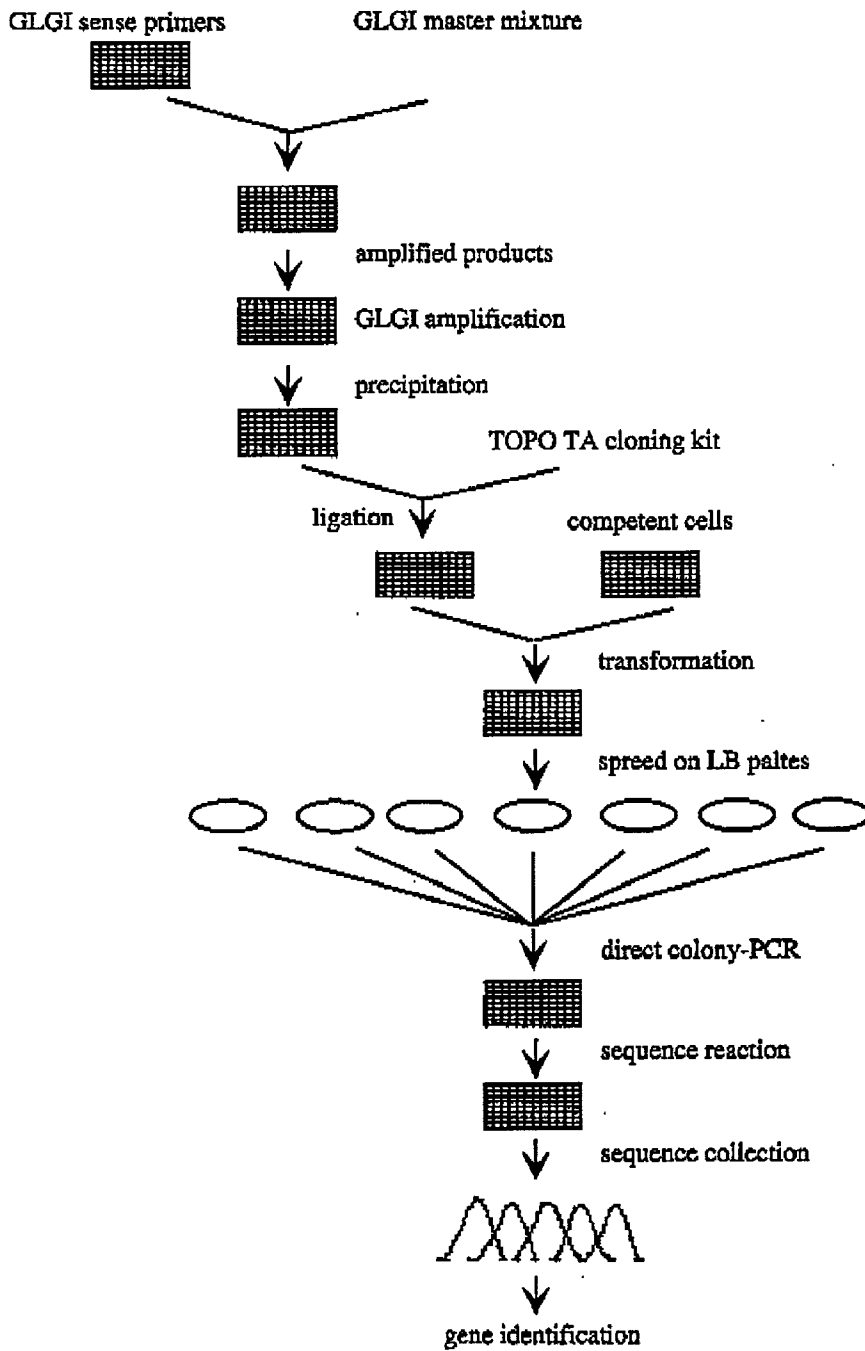 GLGI sense primers
GLGI master mixture
amplified products
GLGI amplification
precipitation
TOPO TA cloning kit
ligation
competent cells
transformation
spreed on LB paltes
direct colony-PCR
sequence reaction
sequence collection
gene identification